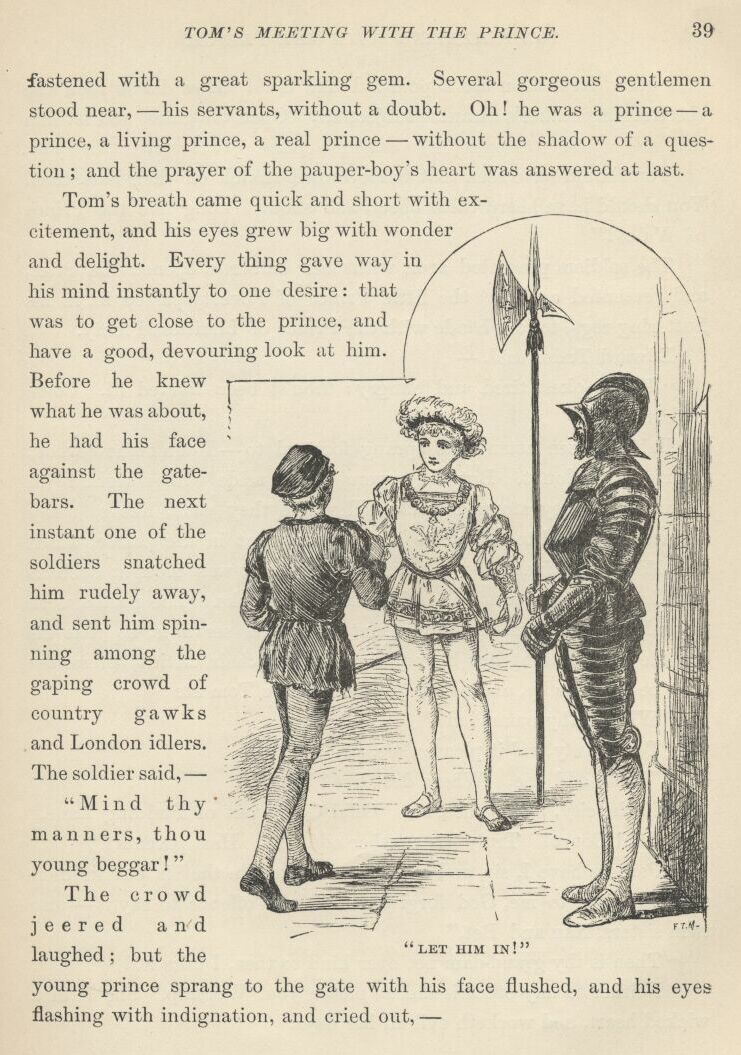 TOM'S MEETING WITH THE PRINCE. 39
fastened with a great sparkling gem. Several gorgeous gentlemen
stood near, — his servants, without a doubt. Oh! he was a prince — a
prince, a living prince, a real prince — without the shadow of a ques-
tion; and the prayer of the pauper-boy's heart was answered at last.
Tom's breath came quick and short with ex-
citement, and his eyes grew big with wonder
and delight. Every thing gave way in
his mind instantly to one desire: that
was to get close to the prince, and
have a good, devouring look at him.
Before he knew
what he was about,
he had his face
against the gate-
bars. The next
instant one of the
soldiers snatched
him rudely away,
and sent him spin-
ning among the
gaping crowd of
country gawks
and London idlers.
The soldier said, —
"Mind thy
manners, thou
young beggar!"
The crowd
jeered and
laughed; but the
young prince sprang to the gate with his face flushed, and his eyes
flashing with indignation, and cried out, —
F.T.M-
"LET HIM IN!"